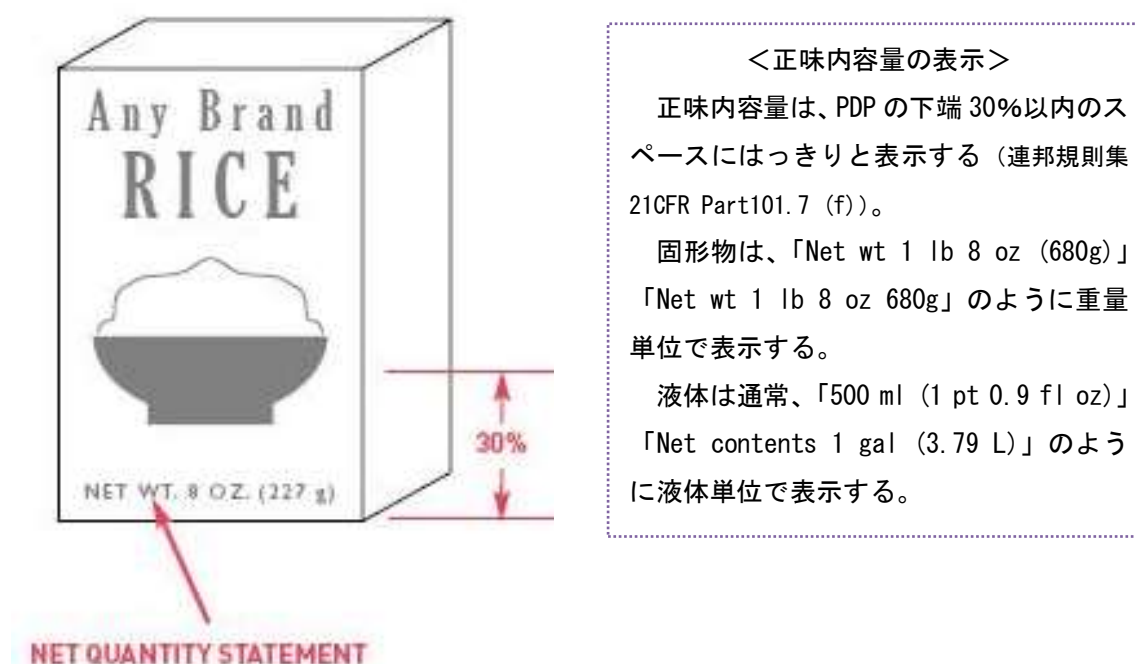 Any Brand
RICE
NET WT. 8 OZ. (227 g)
30%
NET QUANTITY STATEMENT
＜正味内容量の表示＞
正味内容量は、PDP の下端 30%以内のス
ペースにはっきりと表示する（連邦規則集
21CFR Part101.7 (f)）。
固形物は、「Net wt 1 lb 8 oz (680g)」
「Net wt 1 lb 8 oz 680g」のように重量
単位で表示する。
液体は通常、「500 ml (1 pt 0.9 fl oz)」
「Net contents 1 gal (3.79 L)」のよう
に液体単位で表示する。